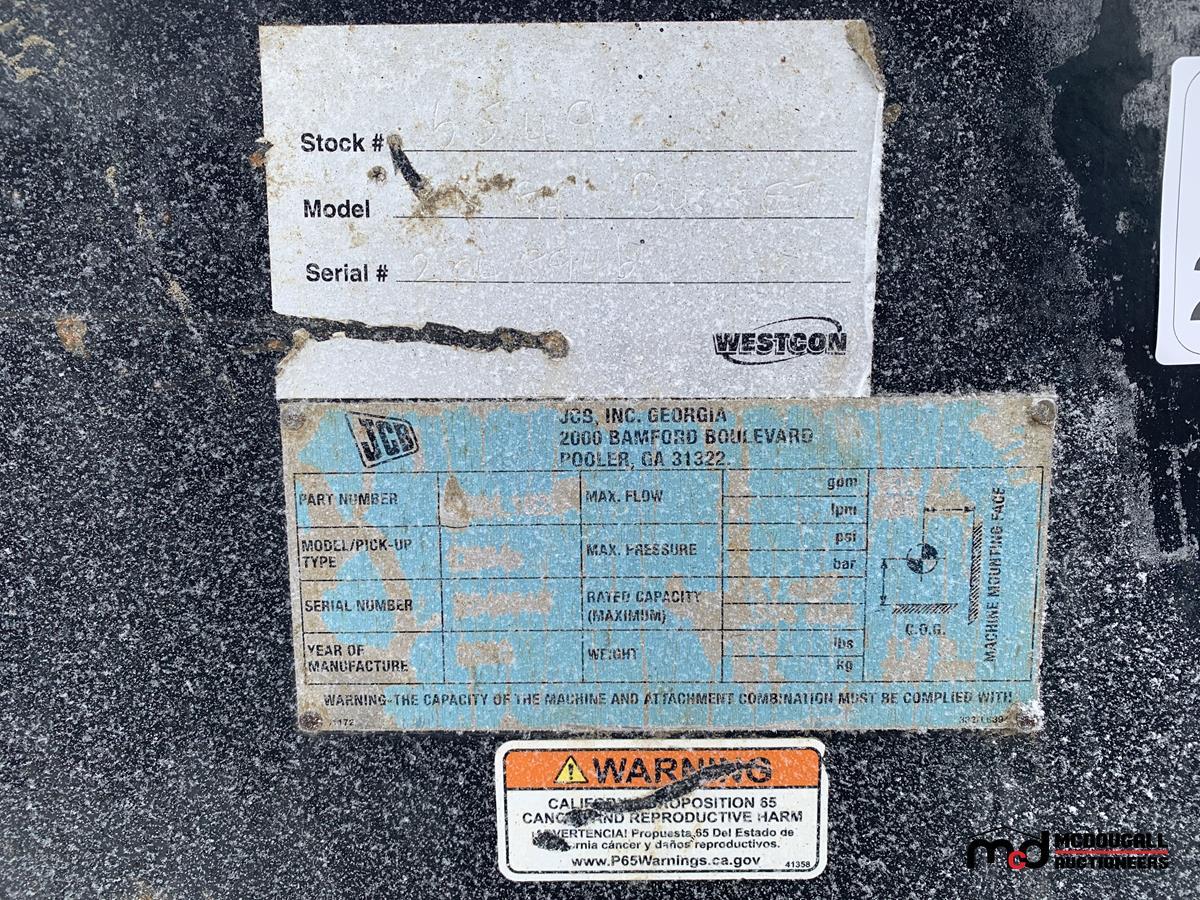 Stock # 5549
Model
Serial #
WESTCON
JCB
JCB, INC. GEORGIA
2000 BAMFORD BOULEVARD
POOLER, GA 31322
PART NUMBER
MAX. FLOW
gpm
lpm
MODEL/PICK-UP
TYPE
MAX. PRESSURE
psi
bar
SERIAL NUMBER
RATED CAPACITY
(MAXIMUM)
YEAR OF
MANUFACTURE
WEIGHT
lbs
kg
C.O.G.
MACHINE MOUNTING FACE
WARNING-THE CAPACITY OF THE MACHINE AND ATTACHMENT COMBINATION MUST BE COMPLIED WITH
WARNING
PROPOSITION 65
AND REPRODUCTIVE HARM
Propuesta 65 Del Estado de
cáncer y daños reproductivos.
www.P65Warnings.ca.gov
41358
mcd MCDOUGALL
AUCTIONEERS